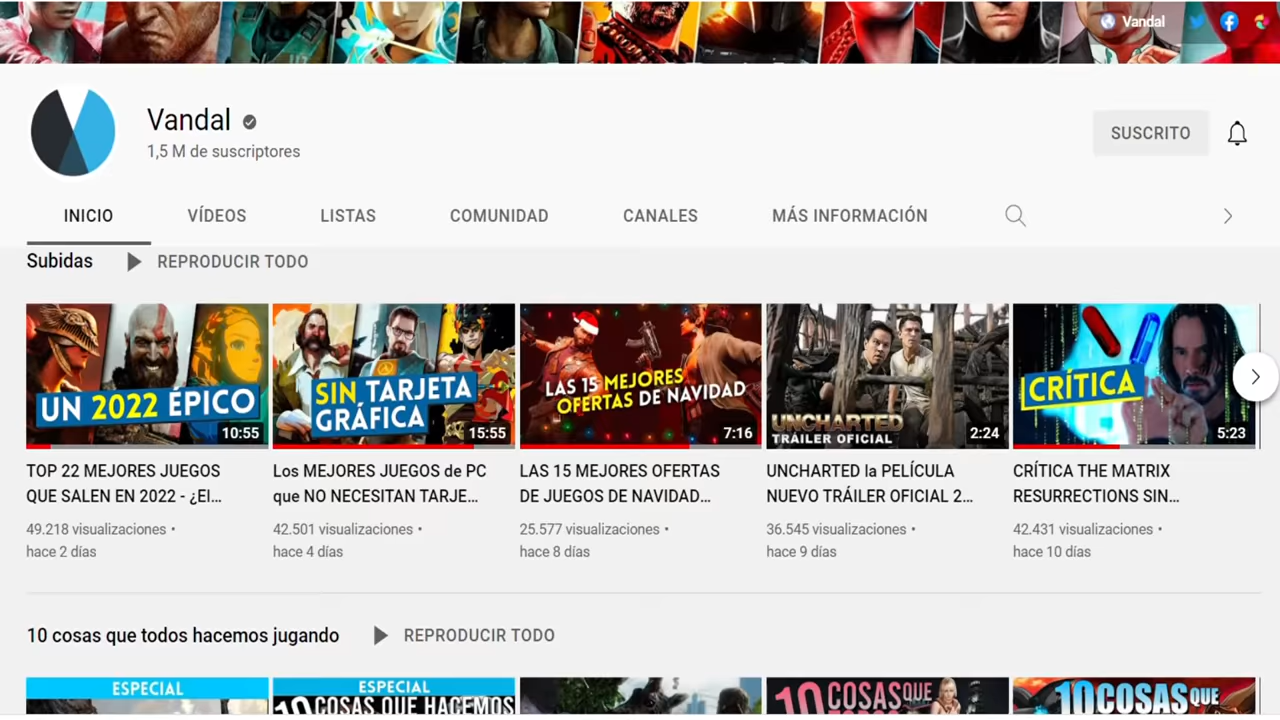 Vandal
Vandal
1,5 M de suscriptores
SUSCRITO
INICIO
VÍDEOS
LISTAS
COMUNIDAD
CANALES
MÁS INFORMACIÓN
Subidas
REPRODUCIR TODO
UN 2022 ÉPICO
10:55
SIN TARJETA
GRÁFICA
15:55
LAS 15 MEJORES
OFERTAS DE NAVIDAD
7:16
UNCHARTED
TRÁILER OFICIAL
2:24
CRÍTICA
5:23
TOP 22 MEJORES JUEGOS
QUE SALEN EN 2022 - ¿El...
49.218 visualizaciones •
hace 2 días
Los MEJORES JUEGOS de PC
que NO NECESITAN TARJE...
42.501 visualizaciones •
hace 4 días
LAS 15 MEJORES OFERTAS
DE JUEGOS DE NAVIDAD...
25.577 visualizaciones •
hace 8 días
UNCHARTED la PELÍCULA
NUEVO TRÁILER OFICIAL 2...
36.545 visualizaciones •
hace 9 días
CRÍTICA THE MATRIX
RESURRECTIONS SIN...
42.431 visualizaciones •
hace 10 días
10 cosas que todos hacemos jugando
REPRODUCIR TODO
ESPECIAL
ESPECIAL
10 COSAS QUE HACEMOS
10 COSAS QUE
10 COSAS QUE